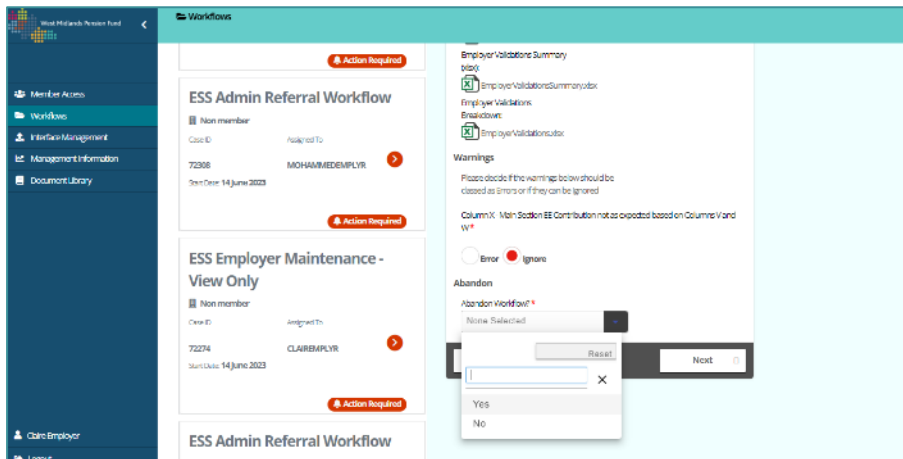 West Midlands Pension Fund
Workflows
Member Access
Workflows
Interface Management
Management Information
Document Library
Claire Employer
Logout
Action Required
ESS Admin Referral Workflow
Non member
Case ID
Assigned To
72308
MOHAMMEDEMPLYR
Start Date: 14 June 2023
Action Required
ESS Employer Maintenance -
View Only
Non member
Case ID
Assigned To
72274
CLAIREMPLYR
Start Date: 14 June 2023
Action Required
ESS Admin Referral Workflow
Employer Validations Summary
(xlsx):
EmployerValidationsSummary.xlsx
Employer Validations
Breakdown:
EmployerValidations.xlsx
Warnings
Please decide if the warnings below should be
classed as Errors or if they can be ignored
Column X - Main Section EE Contribution not as expected based on Columns V and
W *
Error Ignore
Abandon
Abandon Workflow? *
None Selected
Reset
Yes
No
Next